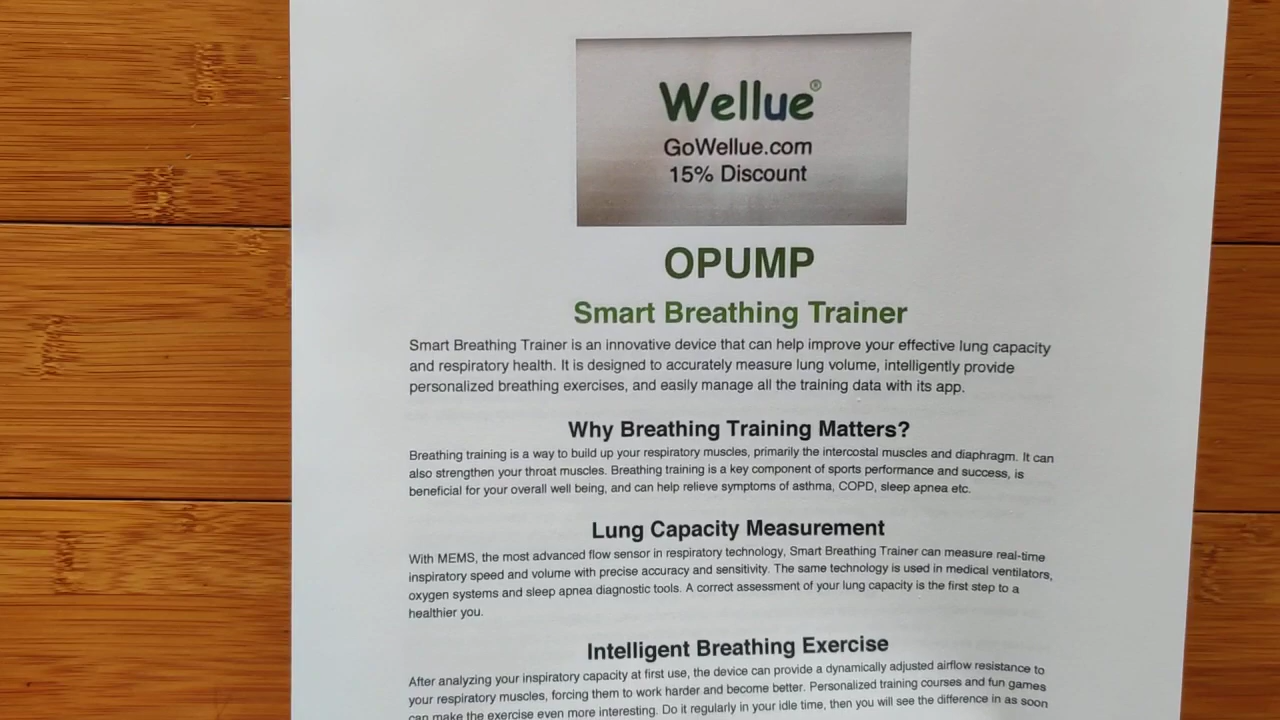 Wellue®
GoWellue.com
15% Discount
OPUMP
Smart Breathing Trainer
Smart Breathing Trainer is an innovative device that can help improve your effective lung capacity
and respiratory health. It is designed to accurately measure lung volume, intelligently provide
personalized breathing exercises, and easily manage all the training data with its app.
Why Breathing Training Matters?
Breathing training is a way to build up your respiratory muscles, primarily the intercostal muscles and diaphragm. It can
also strengthen your throat muscles. Breathing training is a key component of sports performance and success, is
beneficial for your overall well being, and can help relieve symptoms of asthma, COPD, sleep apnea etc.
Lung Capacity Measurement
With MEMS, the most advanced flow sensor in respiratory technology, Smart Breathing Trainer can measure real-time
inspiratory speed and volume with precise accuracy and sensitivity. The same technology is used in medical ventilators,
oxygen systems and sleep apnea diagnostic tools. A correct assessment of your lung capacity is the first step to a
healthier you.
Intelligent Breathing Exercise
After analyzing your inspiratory capacity at first use, the device can provide a dynamically adjusted airflow resistance to
your respiratory muscles, forcing them to work harder and become better. Personalized training courses and fun games
can make the exercise even more interesting. Do it regularly in your idle time, then you will see the difference in as soon